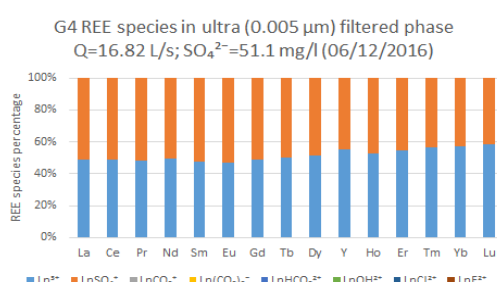 G4 REE species in ultra (0.005 µm) filtered phase
Q=16.82 L/s; SO₄²⁻=51.1 mg/l (06/12/2016)
100%
80%
60%
40%
20%
0%
REE species percentage
La Ce Pr Nd Sm Eu Gd Tb Dy Y Ho Er Tm Yb Lu
Ln³⁺ LnSO₄⁺ LnCO₃⁺ Ln(CO₃)₂⁻ LnHCO₃²⁺ LnOH²⁺ LnCl²⁺ LnF²⁺